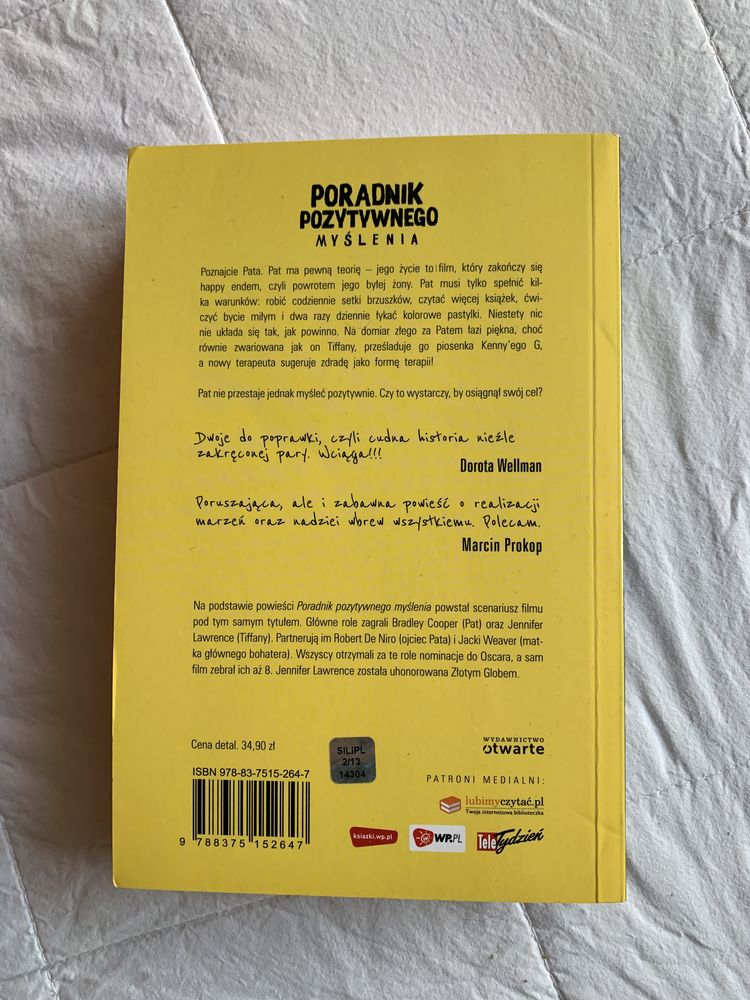 PORADNIK
POZYTYWNEGO
MYŚLENIA
Poznajcie Pata. Pat ma pewną teorię – jego życie to film, który zakończy się
happy endem, czyli powrotem jego byłej żony. Pat musi tylko spełnić kil-
ka warunków: robić codziennie setki brzuszków, czytać więcej książek, ćwi-
czyć bycie miłym i dwa razy dziennie łykać kolorowe pastylki. Niestety nic
nie układa się tak, jak powinno. Na domiar złego za Patem łazi piękna, choć
równie zwariowana jak on Tiffany, prześladuje go piosenka Kenny'ego G,
a nowy terapeuta sugeruje zdradę jako formę terapii!
Pat nie przestaje jednak myśleć pozytywnie. Czy to wystarczy, by osiągnął swój cel?
Dwoje do poprawki, czyli cudna historia nieźle
zakręconej pary. Wciąga!!!
Dorota Wellman
Poruszająca, ale i zabawna powieść o realizacji
marzeń oraz nadziei wbrew wszystkiemu. Polecam.
Marcin Prokop
Na podstawie powieści Poradnik pozytywnego myślenia powstał scenariusz filmu
pod tym samym tytułem. Główne role zagrali Bradley Cooper (Pat) oraz Jennifer
Lawrence (Tiffany). Partnerują im Robert De Niro (ojciec Pata) i Jacki Weaver (mat-
ka głównego bohatera). Wszyscy otrzymali za te role nominacje do Oscara, a sam
film zebrał ich aż 8. Jennifer Lawrence została uhonorowana Złotym Globem.
Cena detal. 34,90 zł
SILIPL
2/13
14304
WYDAWNICTWO
otwarte
ISBN 978-83-7515-264-7
9 788375 152647
PATRONI MEDIALNI:
lubimyczytać.pl
Twoja internetowa biblioteczka
ksiazki.wp.pl
WP.PL
Tele Tydzień